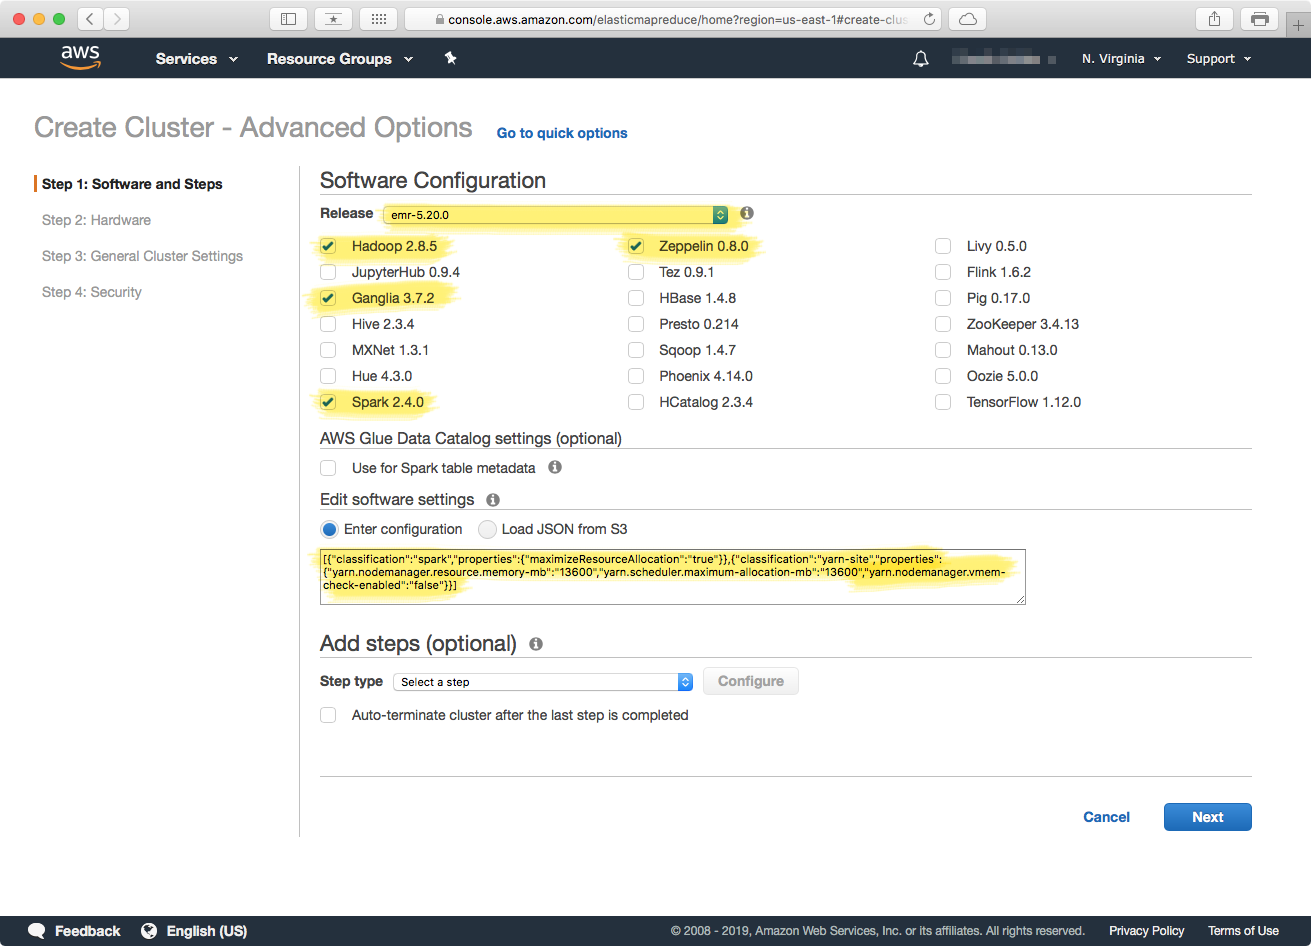 console.aws.amazon.com/elasticmapreduce/home?region=us-east-1#create-clus
aws Services Resource Groups N. Virginia Support
Create Cluster - Advanced Options Go to quick options
Step 1: Software and Steps
Step 2: Hardware
Step 3: General Cluster Settings
Step 4: Security
Software Configuration
Release emr-5.20.0
Hadoop 2.8.5 Zeppelin 0.8.0 Livy 0.5.0
JupyterHub 0.9.4 Tez 0.9.1 Flink 1.6.2
Ganglia 3.7.2 HBase 1.4.8 Pig 0.17.0
Hive 2.3.4 Presto 0.214 ZooKeeper 3.4.13
MXNet 1.3.1 Sqoop 1.4.7 Mahout 0.13.0
Hue 4.3.0 Phoenix 4.14.0 Oozie 5.0.0
Spark 2.4.0 HCatalog 2.3.4 TensorFlow 1.12.0
AWS Glue Data Catalog settings (optional)
Use for Spark table metadata
Edit software settings
Enter configuration Load JSON from S3
[{"classification":"spark","properties":{"maximizeResourceAllocation":"true"}},{"classification":"yarn-site","properties":
{"yarn.nodemanager.resource.memory-mb":"13600","yarn.scheduler.maximum-allocation-mb":"13600","yarn.nodemanager.vmem-
check-enabled":"false"}}]
Add steps (optional)
Step type Select a step Configure
Auto-terminate cluster after the last step is completed
Cancel Next
Feedback English (US) © 2008 - 2019, Amazon Web Services, Inc. or its affiliates. All rights reserved. Privacy Policy Terms of Use